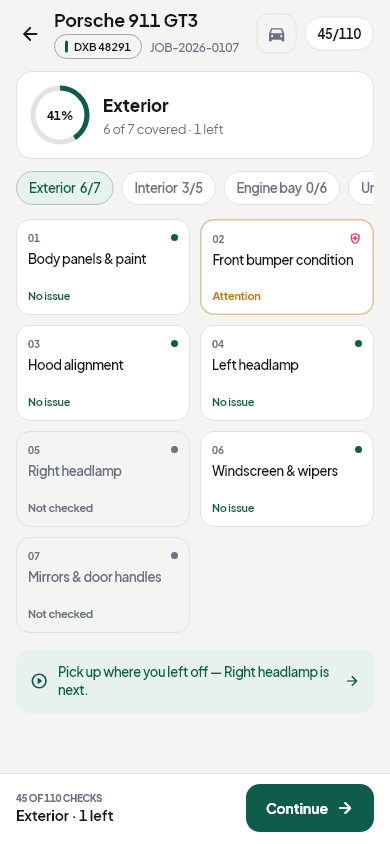 Porsche 911 GT3
DXB 48291 JOB-2026-0107
45/110
41%
Exterior
6 of 7 covered · 1 left
Exterior 6/7
Interior 3/5
Engine bay 0/6
Un
01
Body panels & paint
No issue
02
Front bumper condition
Attention
03
Hood alignment
No issue
04
Left headlamp
No issue
05
Right headlamp
Not checked
06
Windscreen & wipers
No issue
07
Mirrors & door handles
Not checked
Pick up where you left off — Right headlamp is
next.
45 OF 110 CHECKS
Exterior · 1 left
Continue